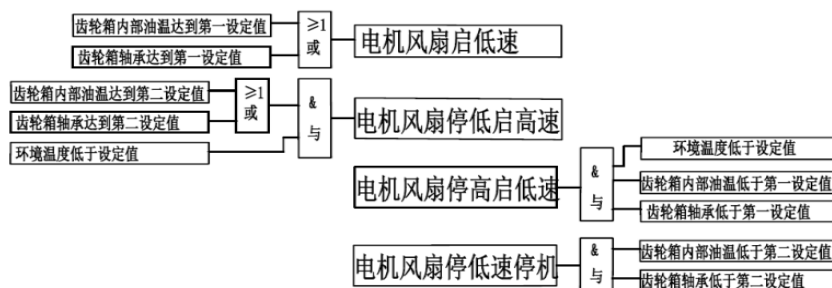 齿轮箱内部油温达到第一设定值
齿轮箱轴承达到第一设定值
≥1
或
电机风扇启低速
齿轮箱内部油温达到第二设定值
齿轮箱轴承达到第二设定值
≥1
或
环境温度低于设定值
&
与
电机风扇停低启高速
电机风扇停高启低速
&
与
环境温度低于设定值
齿轮箱内部油温低于第一设定值
齿轮箱轴承低于第一设定值
电机风扇停低速停机
&
与
齿轮箱内部油温低于第二设定值
齿轮箱轴承低于第二设定值